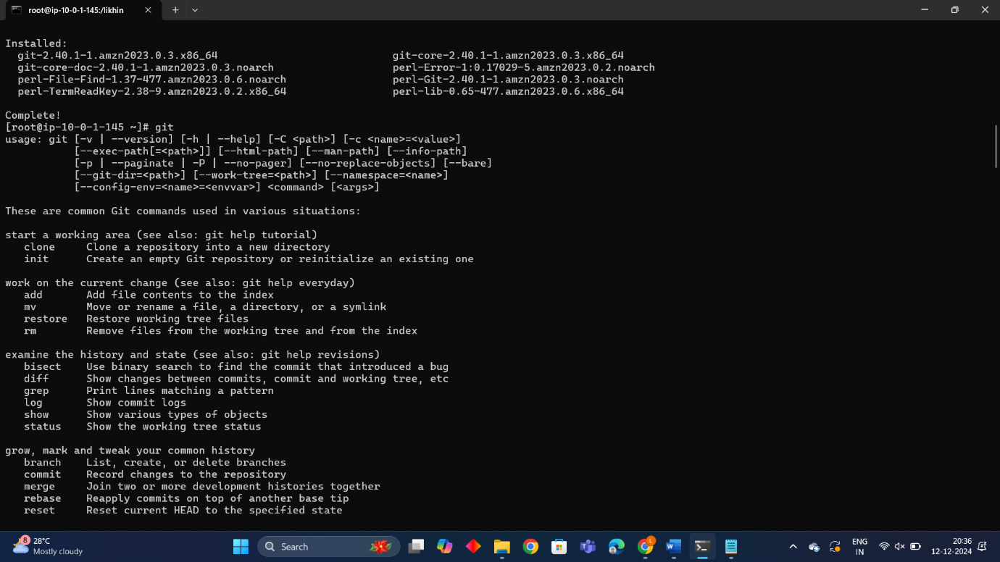 root@ip-10-0-1-145:/likhin
Installed:
git-2.40.1-1.amzn2023.0.3.x86_64 git-core-2.40.1-1.amzn2023.0.3.x86_64
git-core-doc-2.40.1-1.amzn2023.0.3.noarch perl-Error-1:0.17029-5.amzn2023.0.2.noarch
perl-File-Find-1.37-477.amzn2023.0.6.noarch perl-Git-2.40.1-1.amzn2023.0.3.noarch
perl-TermReadKey-2.38-9.amzn2023.0.2.x86_64 perl-lib-0.65-477.amzn2023.0.6.x86_64
Complete!
[root@ip-10-0-1-145 ~]# git
usage: git [-v | --version] [-h | --help] [-C <path>] [-c <name>=<value>]
[--exec-path[=<path>]] [--html-path] [--man-path] [--info-path]
[-p | --paginate | -P | --no-pager] [--no-replace-objects] [--bare]
[--git-dir=<path>] [--work-tree=<path>] [--namespace=<name>]
[--config-env=<name>=<envvar>] <command> [<args>]
These are common Git commands used in various situations:
start a working area (see also: git help tutorial)
clone Clone a repository into a new directory
init Create an empty Git repository or reinitialize an existing one
work on the current change (see also: git help everyday)
add Add file contents to the index
mv Move or rename a file, a directory, or a symlink
restore Restore working tree files
rm Remove files from the working tree and from the index
examine the history and state (see also: git help revisions)
bisect Use binary search to find the commit that introduced a bug
diff Show changes between commits, commit and working tree, etc
grep Print lines matching a pattern
log Show commit logs
show Show various types of objects
status Show the working tree status
grow, mark and tweak your common history
branch List, create, or delete branches
commit Record changes to the repository
merge Join two or more development histories together
rebase Reapply commits on top of another base tip
reset Reset current HEAD to the specified state
8 28°C
Mostly cloudy
Search
L
ENG
IN
20:36
12-12-2024